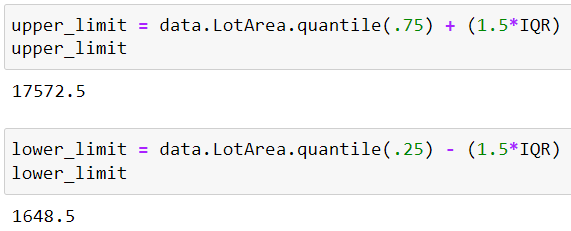 upper_limit = data.LotArea.quantile(.75) + (1.5*IQR)
upper_limit
17572.5
lower_limit = data.LotArea.quantile(.25) - (1.5*IQR)
lower_limit
1648.5